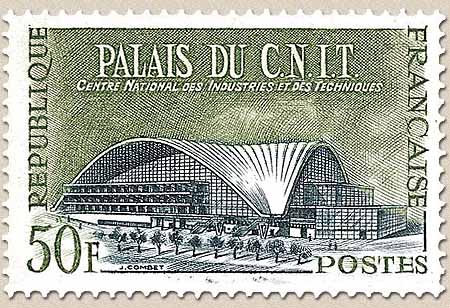 PALAIS DU C.N.I.T.
CENTRE NATIONAL DES INDUSTRIES ET DES TECHNIQUES
REPUBLIQUE
FRANÇAISE
50F
J. COMBET
POSTES